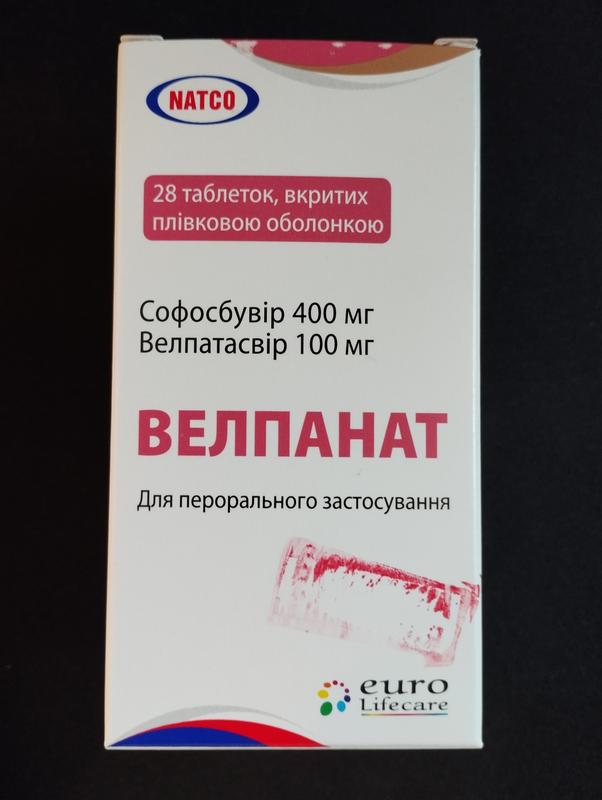 NATCO
28 таблеток, вкритих
плівковою оболонкою
Софосбувір 400 мг
Велпатасвір 100 мг
ВЕЛПАНАТ
Для перорального застосування
euro
Lifecare